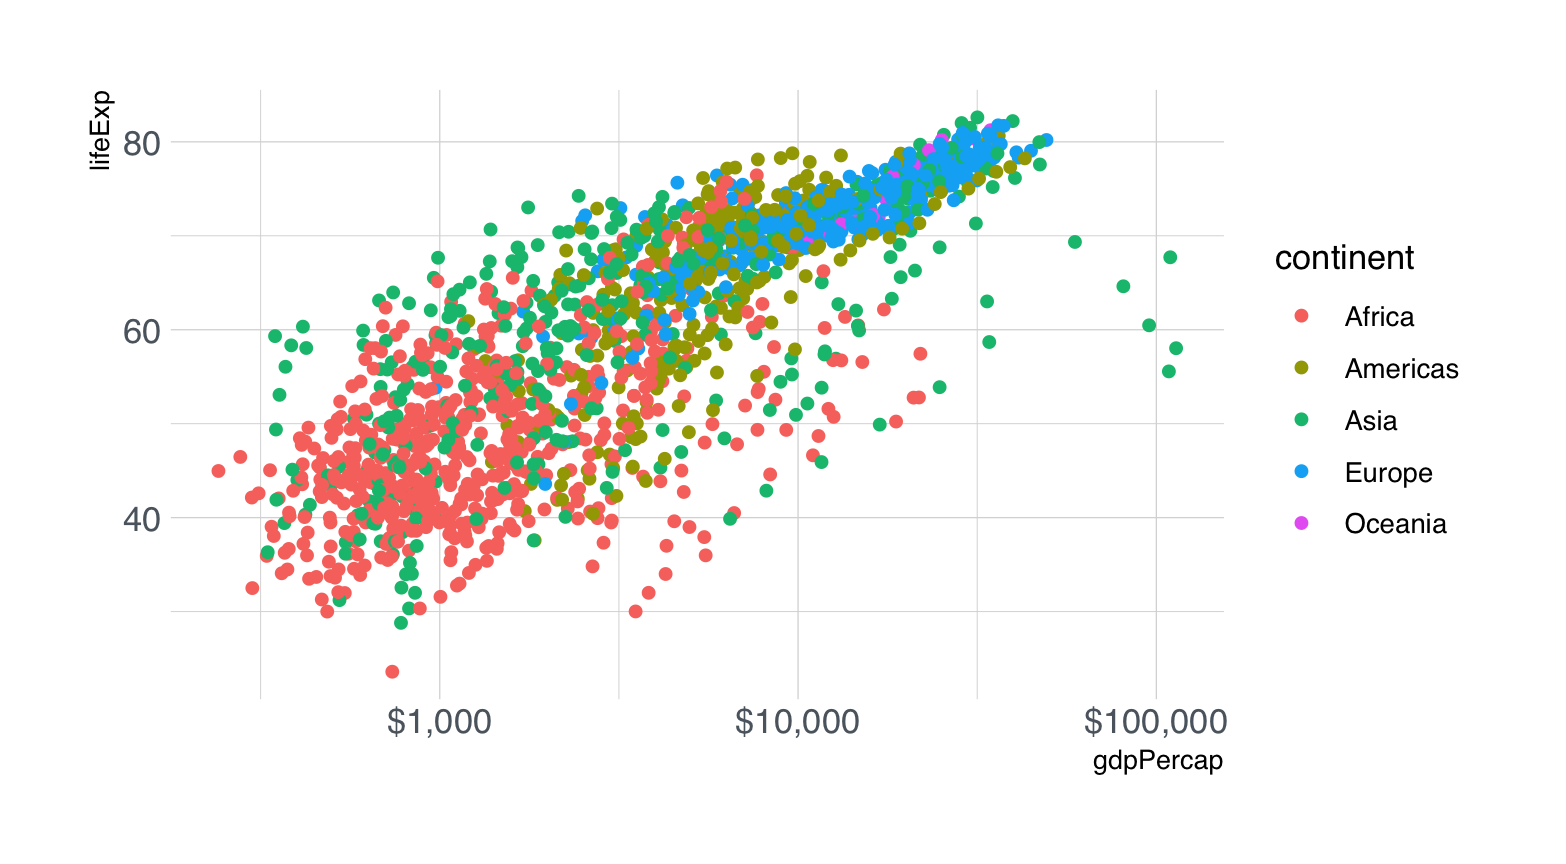 lifeExp
80
60
40
$1,000
$10,000
$100,000
gdpPercap
continent
Africa
Americas
Asia
Europe
Oceania